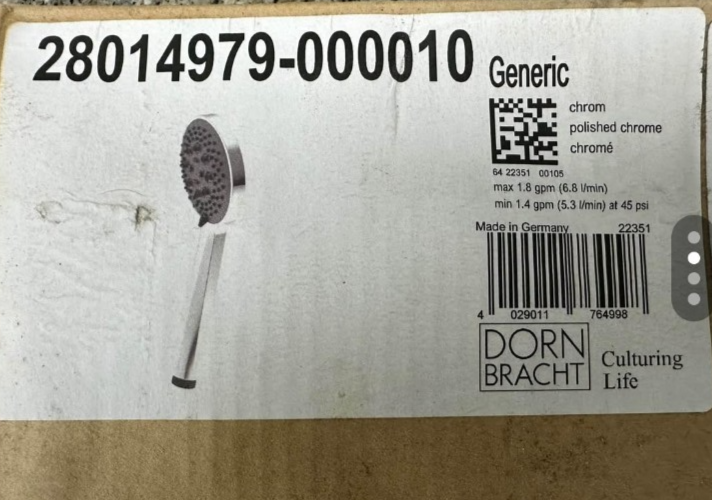 28014979-000010
Generic
chrom
polished chrome
chromé
64 22351 00105
max 1.8 gpm (6.8 l/min)
min 1.4 gpm (5.3 l/min) at 45 psi
Made in Germany 22351
4 029011 764998
DORN
BRACHT
Culturing
Life